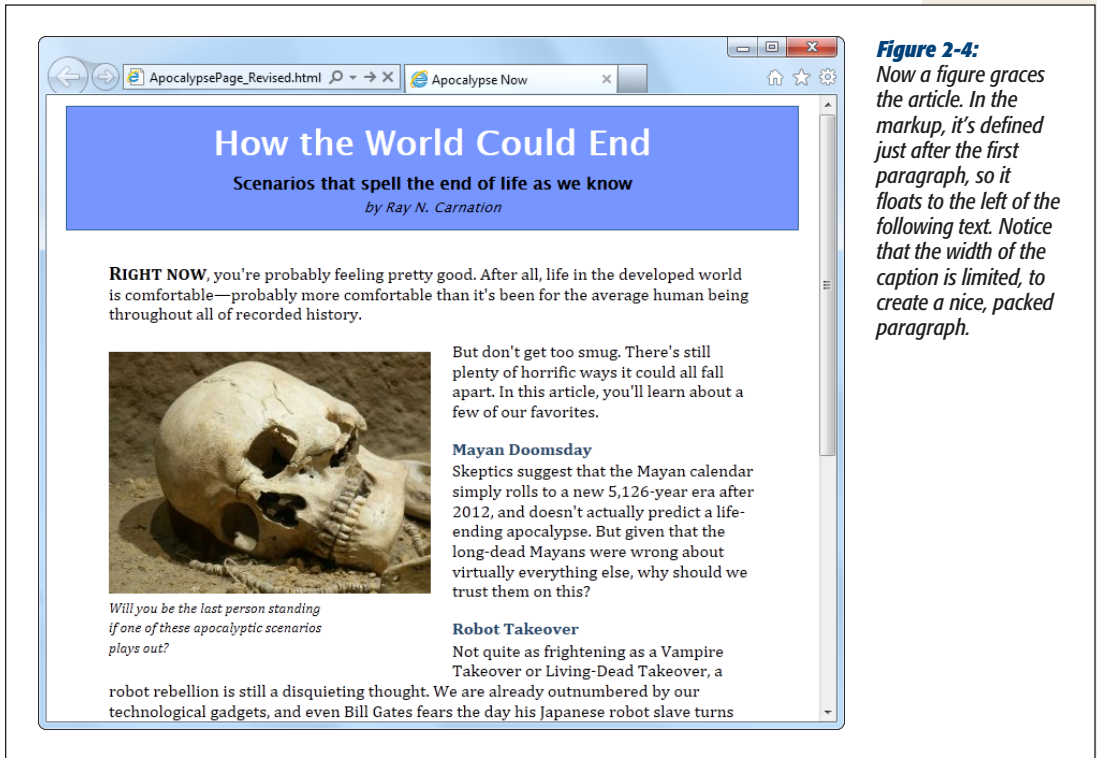 ApocalypsePage_Revised.html
Apocalypse Now
How the World Could End
Scenarios that spell the end of life as we know
by Ray N. Carnation
RIGHT NOW, you're probably feeling pretty good. After all, life in the developed world
is comfortable—probably more comfortable than it's been for the average human being
throughout all of recorded history.
But don't get too smug. There's still
plenty of horrific ways it could all fall
apart. In this article, you'll learn about a
few of our favorites.
Mayan Doomsday
Skeptics suggest that the Mayan calendar
simply rolls to a new 5,126-year era after
2012, and doesn't actually predict a life-
ending apocalypse. But given that the
long-dead Mayans were wrong about
virtually everything else, why should we
trust them on this?
Will you be the last person standing
if one of these apocalyptic scenarios
plays out?
Robot Takeover
Not quite as frightening as a Vampire
Takeover or Living-Dead Takeover, a
robot rebellion is still a disquieting thought. We are already outnumbered by our
technological gadgets, and even Bill Gates fears the day his Japanese robot slave turns
Figure 2-4:
Now a figure graces
the article. In the
markup, it's defined
just after the first
paragraph, so it
floats to the left of the
following text. Notice
that the width of the
caption is limited, to
create a nice, packed
paragraph.